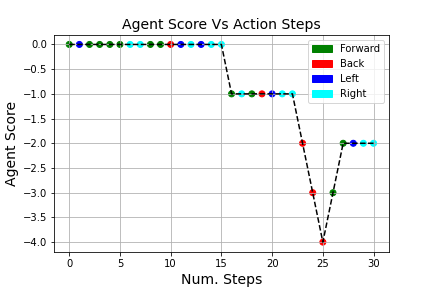 Agent Score Vs Action Steps
0.0
−0.5
−1.0
−1.5
−2.0
−2.5
−3.0
−3.5
−4.0
Agent Score
Forward
Back
Left
Right
0 5 10 15 20 25 30
Num. Steps